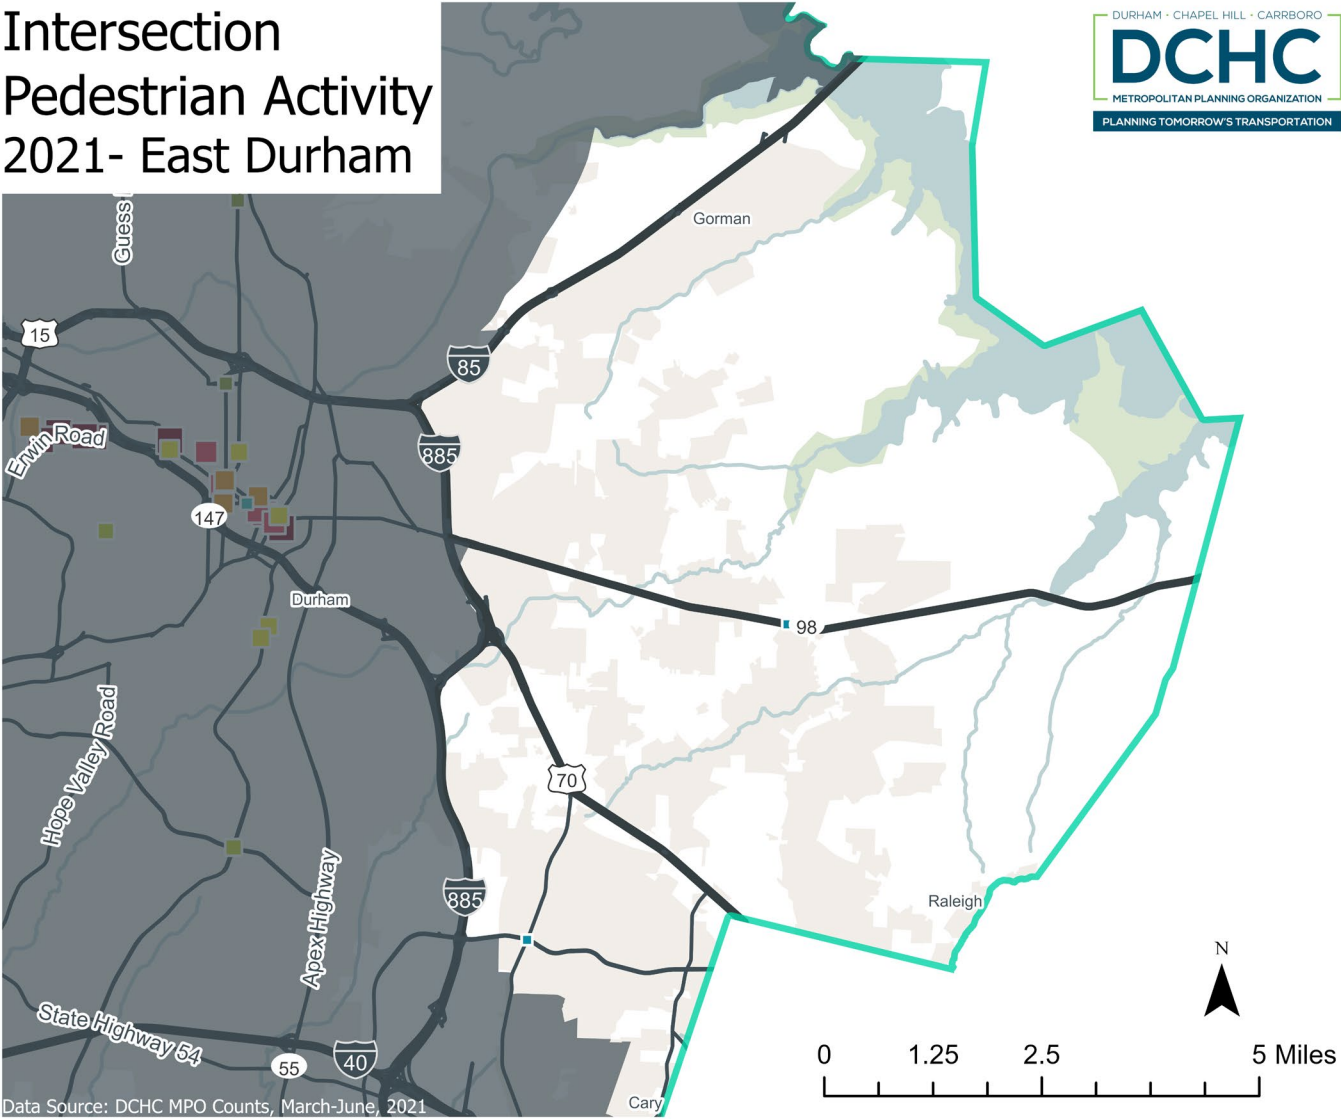 Intersection
Pedestrian Activity
2021- East Durham
DURHAM · CHAPEL HILL · CARRBORO
DCHC
METROPOLITAN PLANNING ORGANIZATION
PLANNING TOMORROW'S TRANSPORTATION
Guess
Gorman
15
85
885
Erwin Road
147
Durham
98
Hope Valley Road
70
885
Raleigh
Apex Highway
State Highway 54
55
40
Cary
N
0 1.25 2.5 5 Miles
Data Source: DCHC MPO Counts, March-June, 2021